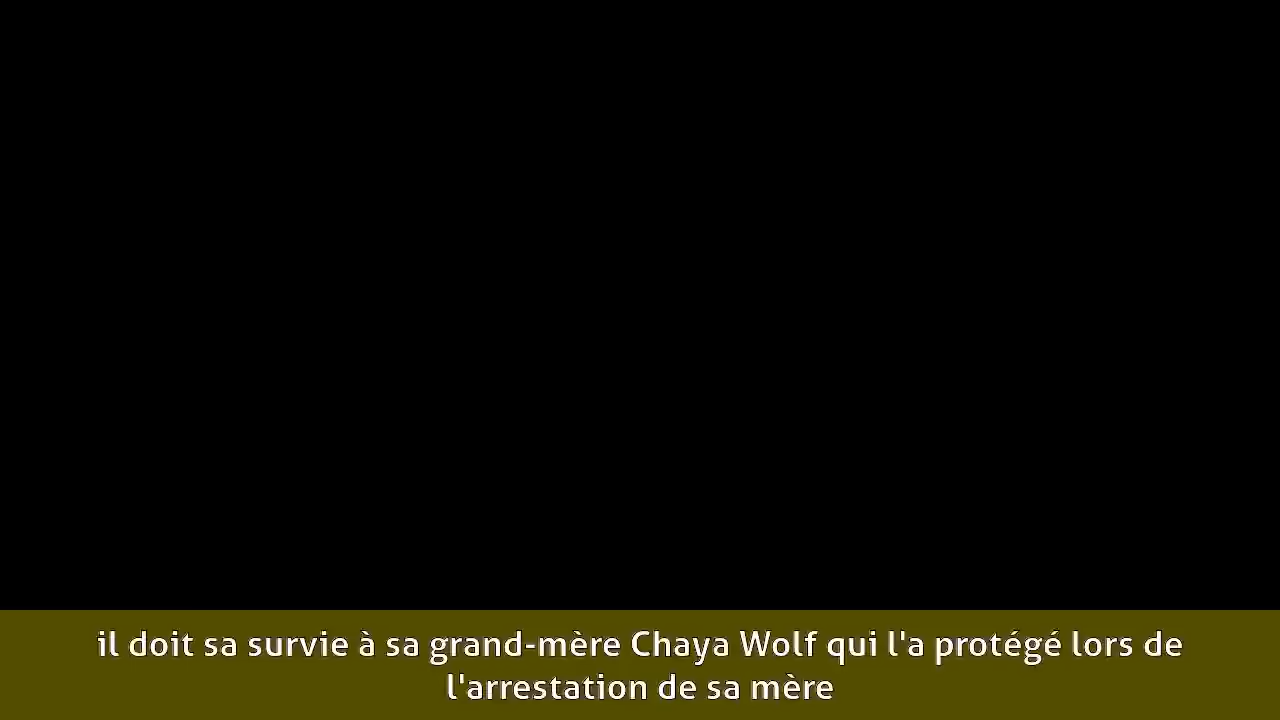 il doit sa survie à sa grand-mère Chaya Wolf qui l'a protégé lors de
l'arrestation de sa mère